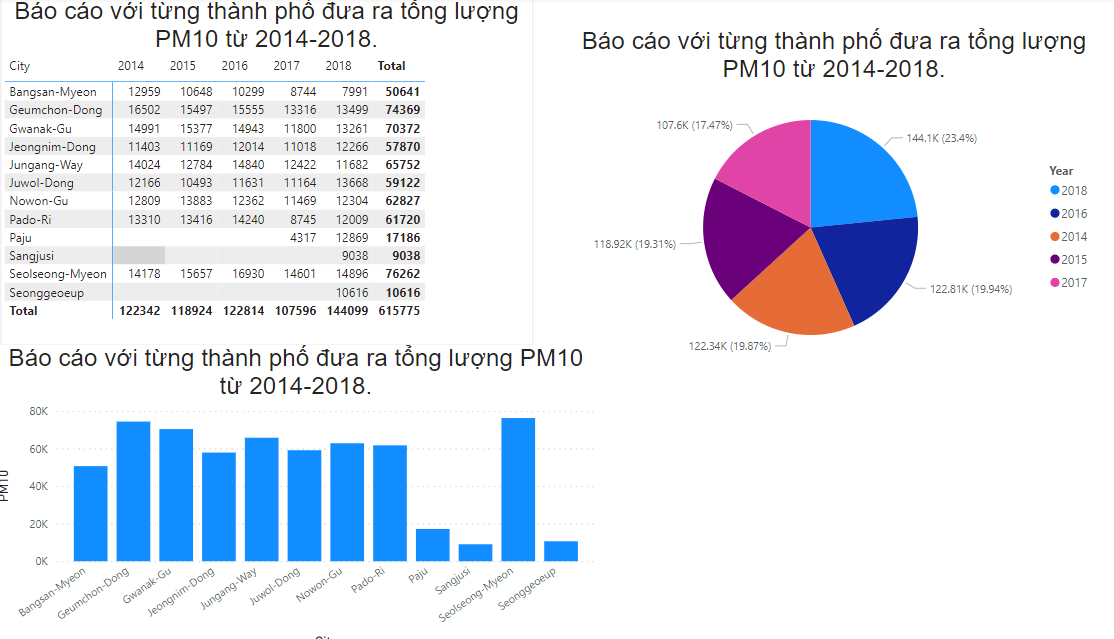 Báo cáo với từng thành phố đưa ra tổng lượng
PM10 từ 2014-2018.
City 2014 2015 2016 2017 2018 Total
Bangsan-Myeon 12959 10648 10299 8744 7991 50641
Geumchon-Dong 16502 15497 15555 13316 13499 74369
Gwanak-Gu 14991 15377 14943 11800 13261 70372
Jeongnim-Dong 11403 11169 12014 11018 12266 57870
Jungang-Way 14024 12784 14840 12422 11682 65752
Juwol-Dong 12166 10493 11631 11164 13668 59122
Nowon-Gu 12809 13883 12362 11469 12304 62827
Pado-Ri 13310 13416 14240 8745 12009 61720
Paju 4317 12869 17186
Sangjusi 9038 9038
Seolseong-Myeon 14178 15657 16930 14601 14896 76262
Seonggeoeup 10616 10616
Total 122342 118924 122814 107596 144099 615775
Báo cáo với từng thành phố đưa ra tổng lượng
PM10 từ 2014-2018.
107.6K (17.47%)
144.1K (23.4%)
118.92K (19.31%)
122.81K (19.94%)
122.34K (19.87%)
Year
2018
2016
2014
2015
2017
Báo cáo với từng thành phố đưa ra tổng lượng PM10
từ 2014-2018.
PM10
80K
60K
40K
20K
0K
Bangsan-Myeon
Geumchon-Dong
Gwanak-Gu
Jeongnim-Dong
Jungang-Way
Juwol-Dong
Nowon-Gu
Pado-Ri
Paju
Sangjusi
Seolseong-Myeon
Seonggeoeup